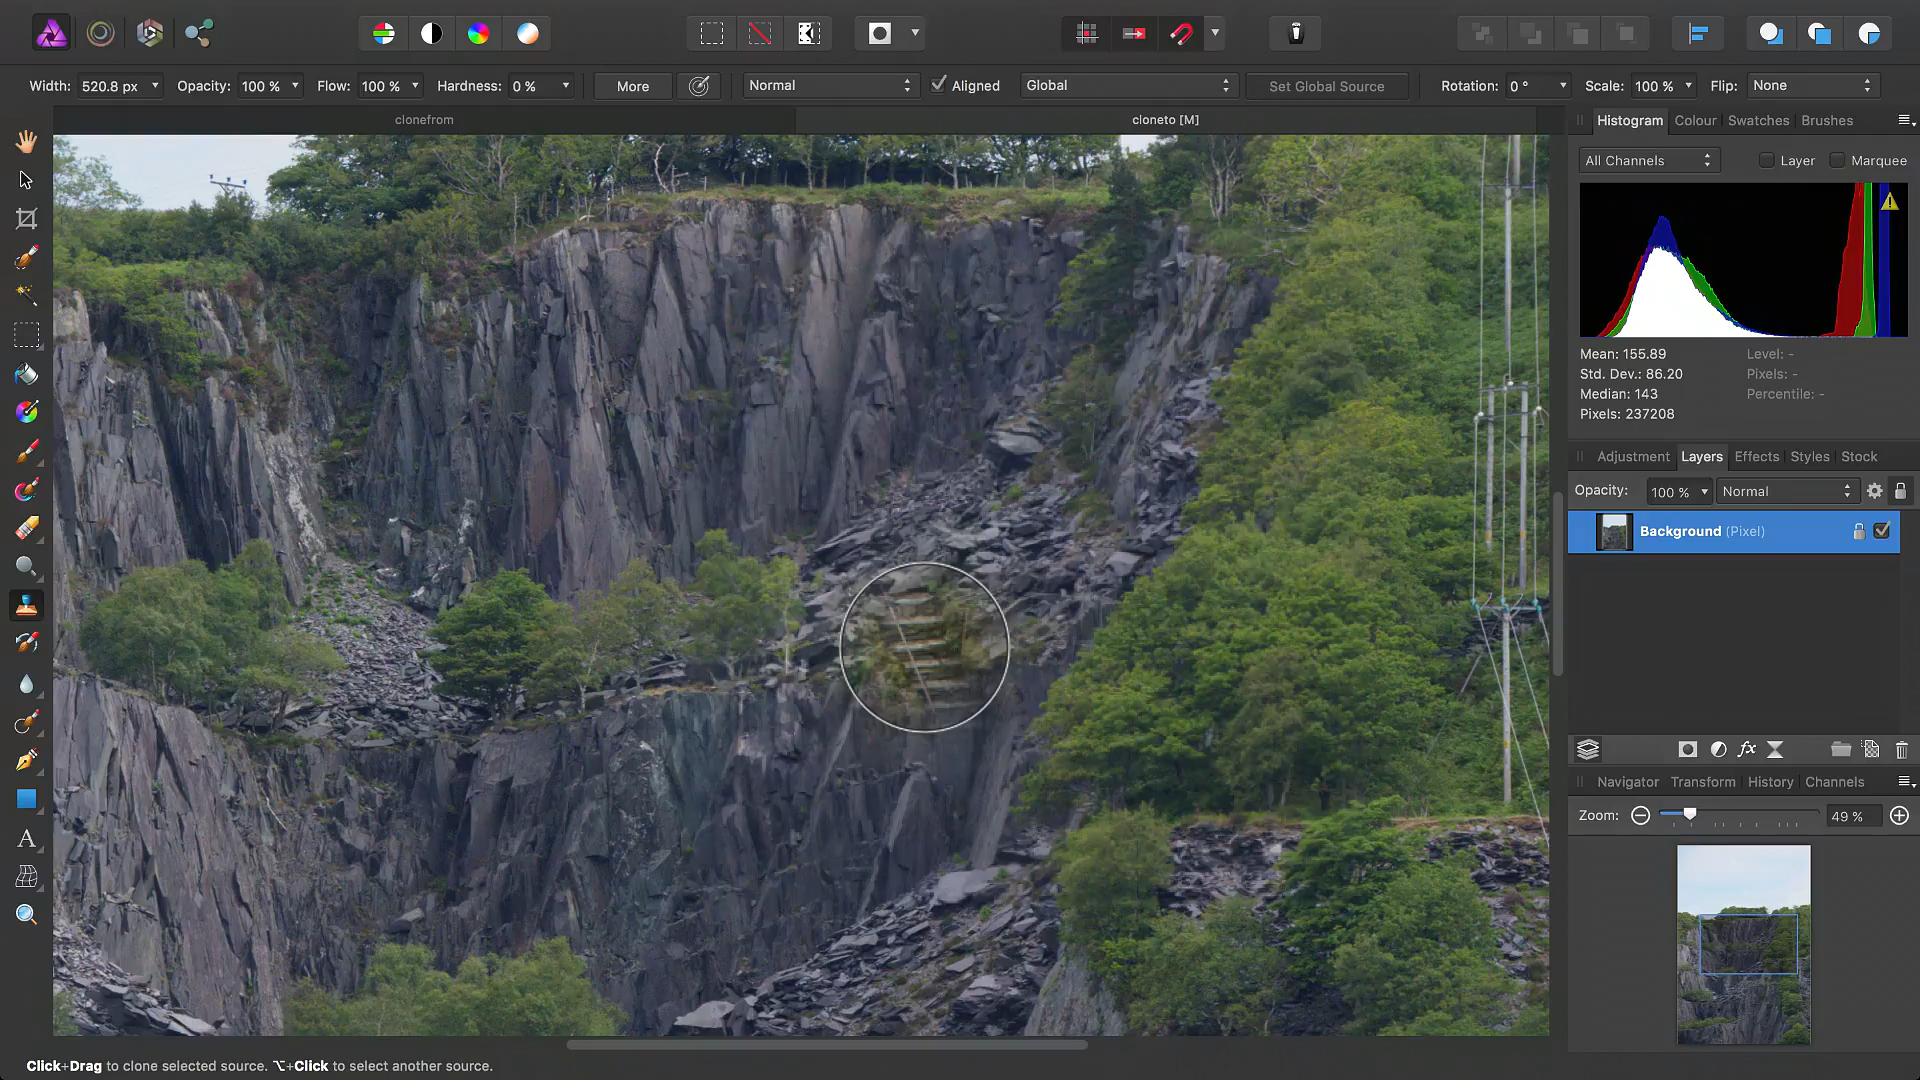 Width: 520.8 px Opacity: 100 % Flow: 100 % Hardness: 0 % More Normal Aligned Global Set Global Source Rotation: 0 ° Scale: 100 % Flip: None
clonefrom cloneto [M]
Histogram Colour Swatches Brushes
All Channels Layer Marquee
Mean: 155.89 Level: -
Std. Dev.: 86.20 Pixels: -
Median: 143 Percentile: -
Pixels: 237208
Adjustment Layers Effects Styles Stock
Opacity: 100 % Normal
Background (Pixel)
fx
Navigator Transform History Channels
Zoom: 49 %
A
Click+Drag to clone selected source. ⌥+Click to select another source.